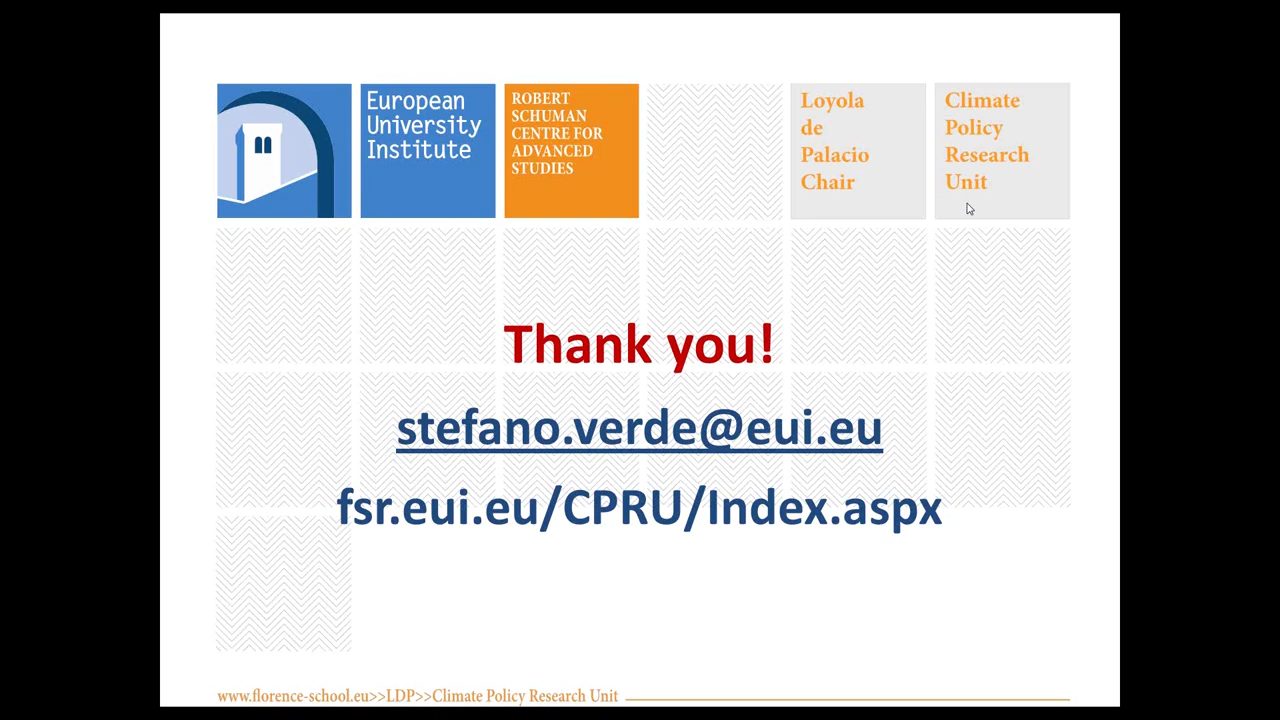 European
University
Institute
ROBERT
SCHUMAN
CENTRE FOR
ADVANCED
STUDIES
Loyola
de
Palacio
Chair
Climate
Policy
Research
Unit
Thank you!
stefano.verde@eui.eu
fsr.eui.eu/CPRU/Index.aspx
www.florence-school.eu>>LDP>>Climate Policy Research Unit